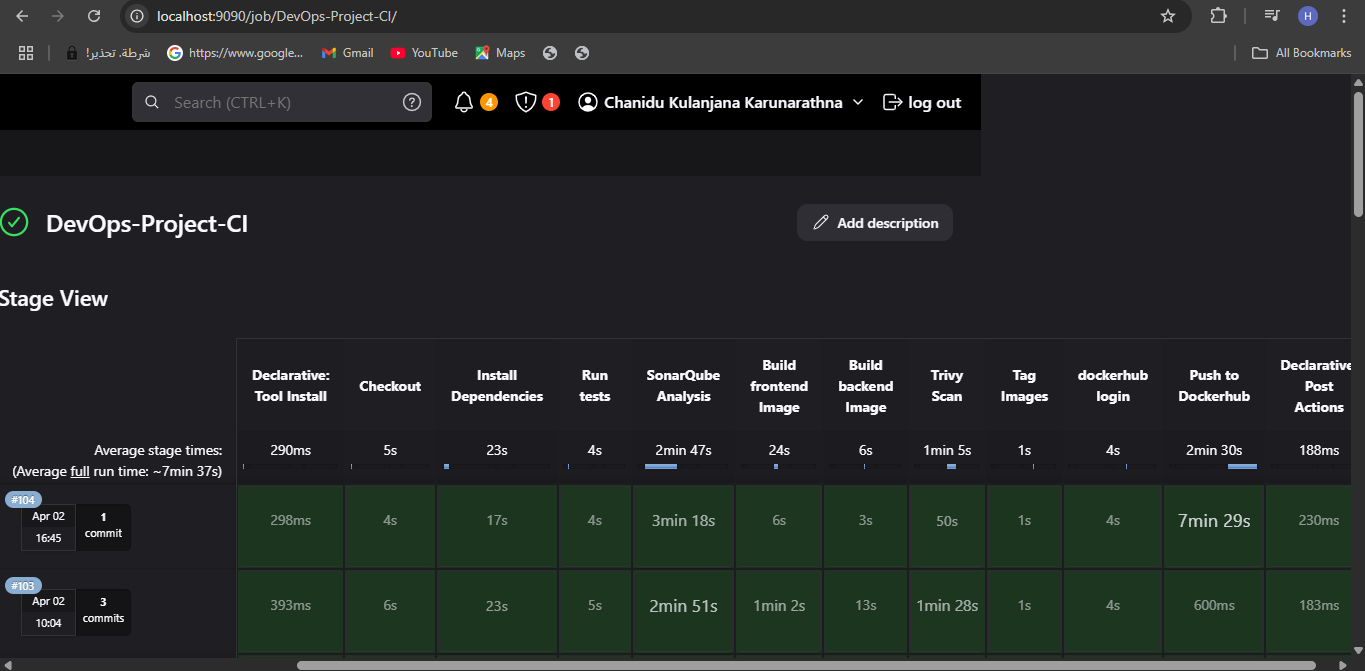 localhost:9090/job/DevOps-Project-CI/
H
شرطة. تحذير!
https://www.google...
Gmail
YouTube
Maps
All Bookmarks
Search (CTRL+K)
?
4
1
Chanidu Kulanjana Karunarathna
log out
DevOps-Project-CI
Add description
Stage View
Declarative: Tool Install
Checkout
Install Dependencies
Run tests
SonarQube Analysis
Build frontend Image
Build backend Image
Trivy Scan
Tag Images
dockerhub login
Push to Dockerhub
Declarative Post Actions
Average stage times:
(Average full run time: ~7min 37s)
290ms 5s 23s 4s 2min 47s 24s 6s 1min 5s 1s 4s 2min 30s 188ms
#104
Apr 02
16:45
1
commit
298ms 4s 17s 4s 3min 18s 6s 3s 50s 1s 4s 7min 29s 230ms
#103
Apr 02
10:04
3
commits
393ms 6s 23s 5s 2min 51s 1min 2s 13s 1min 28s 1s 4s 600ms 183ms